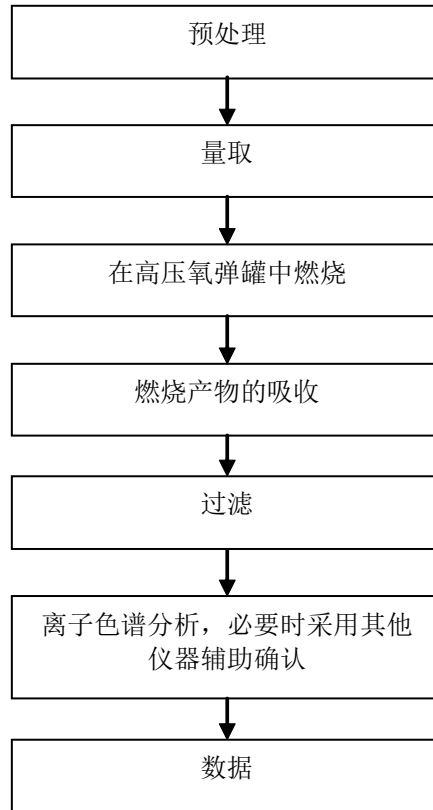 预处理
量取
在高压氧弹罐中燃烧
燃烧产物的吸收
过滤
离子色谱分析，必要时采用其他
仪器辅助确认
数据